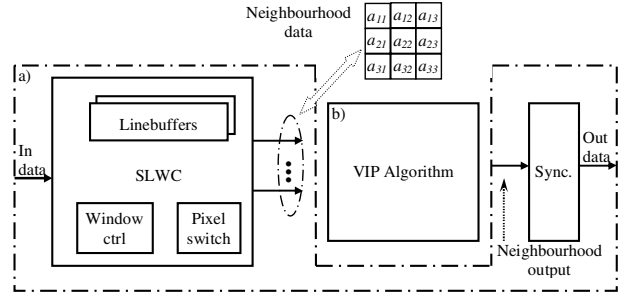 Neighbourhood
data
a11 a12 a13
a21 a22 a23
a31 a32 a33
a)
b)
Linebuffers
In
data
SLWC
VIP Algorithm
Out
data
Sync.
Window
ctrl
Pixel
switch
Neighbourhood
output